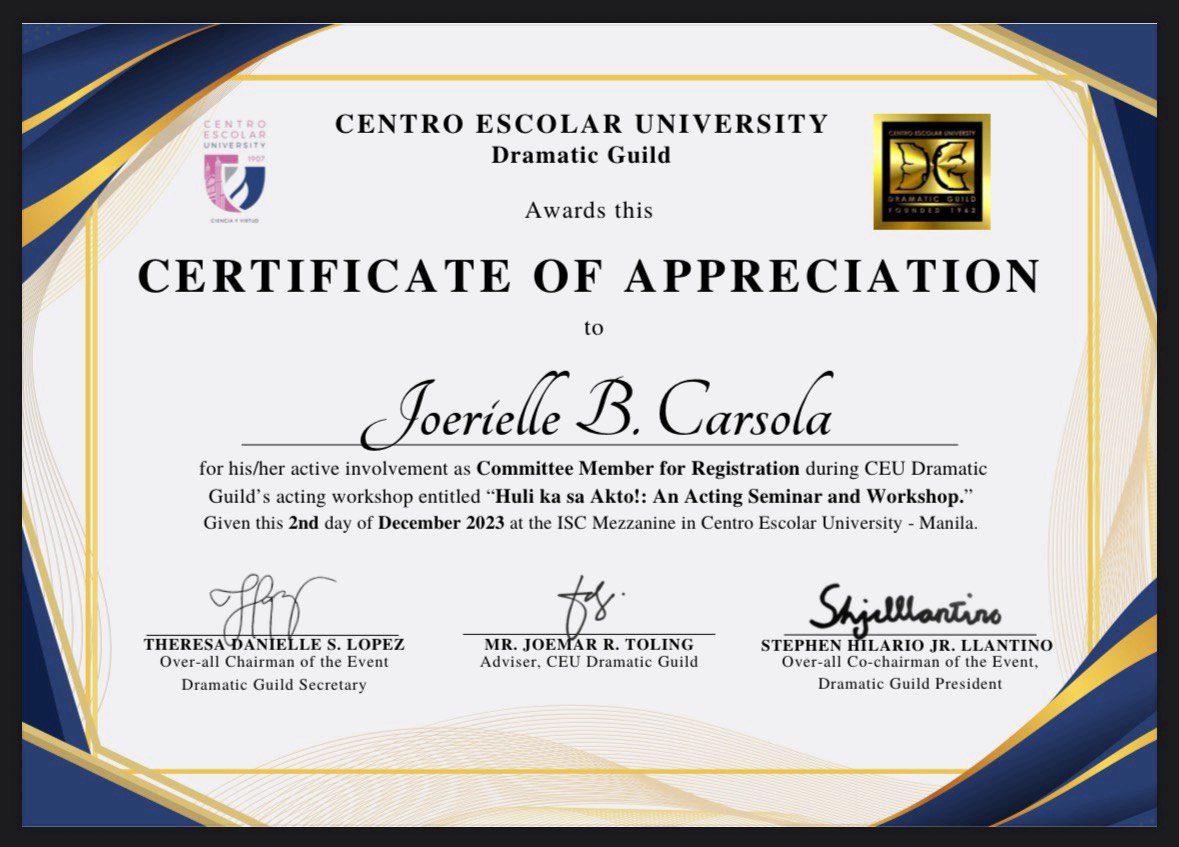 CENTRO
ESCOLAR
UNIVERSITY
1907
CIENCIA Y VIRTUD
CENTRO ESCOLAR UNIVERSITY
Dramatic Guild
CENTRO ESCOLAR UNIVERSITY
DRAMATIC GUILD
FOUNDED 1962
Awards this
CERTIFICATE OF APPRECIATION
to
Joerielle B. Carsola
for his/her active involvement as Committee Member for Registration during CEU Dramatic
Guild’s acting workshop entitled “Huli ka sa Akto!: An Acting Seminar and Workshop.”
Given this 2nd day of December 2023 at the ISC Mezzanine in Centro Escolar University - Manila.
THERESA DANIELLE S. LOPEZ
Over-all Chairman of the Event
Dramatic Guild Secretary
MR. JOEMAR R. TOLING
Adviser, CEU Dramatic Guild
Shjelllantino
STEPHEN HILARIO JR. LLANTINO
Over-all Co-chairman of the Event,
Dramatic Guild President